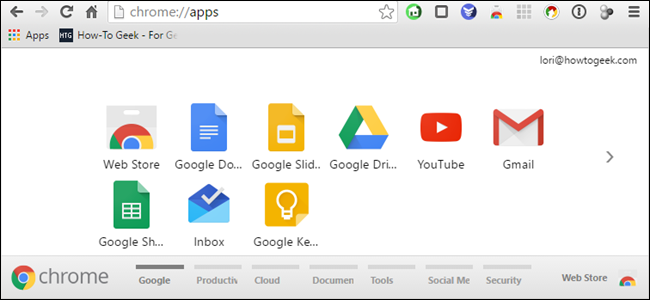 chrome://apps
Apps HTG How-To Geek - For Ge
lori@howtogeek.com
Web Store Google Do... Google Slid... Google Dri... YouTube Gmail
Google Sh... Inbox Google Ke...
chrome Google Productiv Cloud Documen Tools Social Me Security Web Store